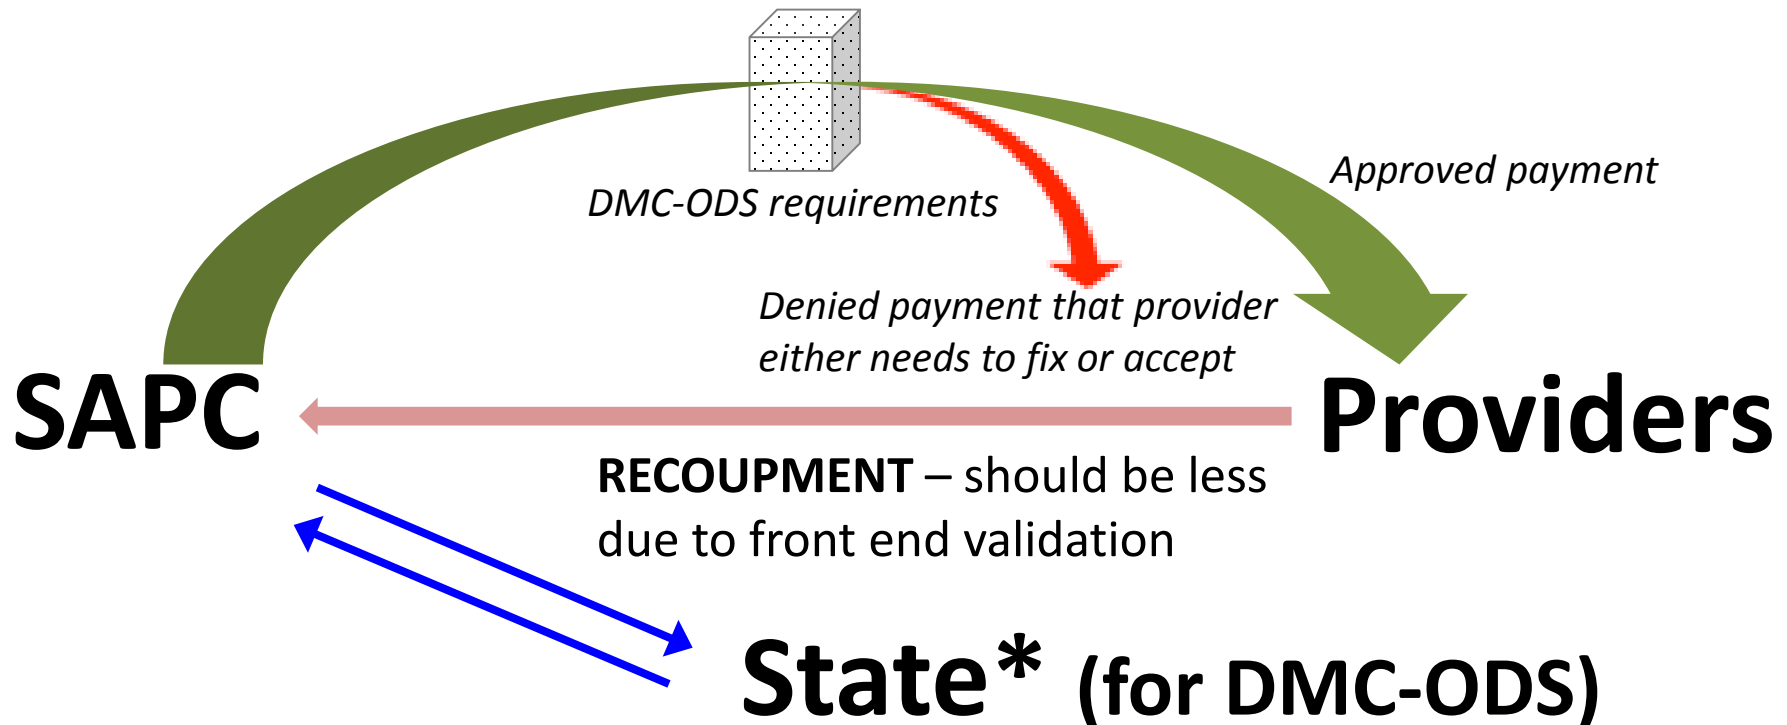 DMC-ODS requirements
Approved payment
Denied payment that provider
either needs to fix or accept
SAPC
Providers
RECOUPMENT – should be less
due to front end validation
State* (for DMC-ODS)